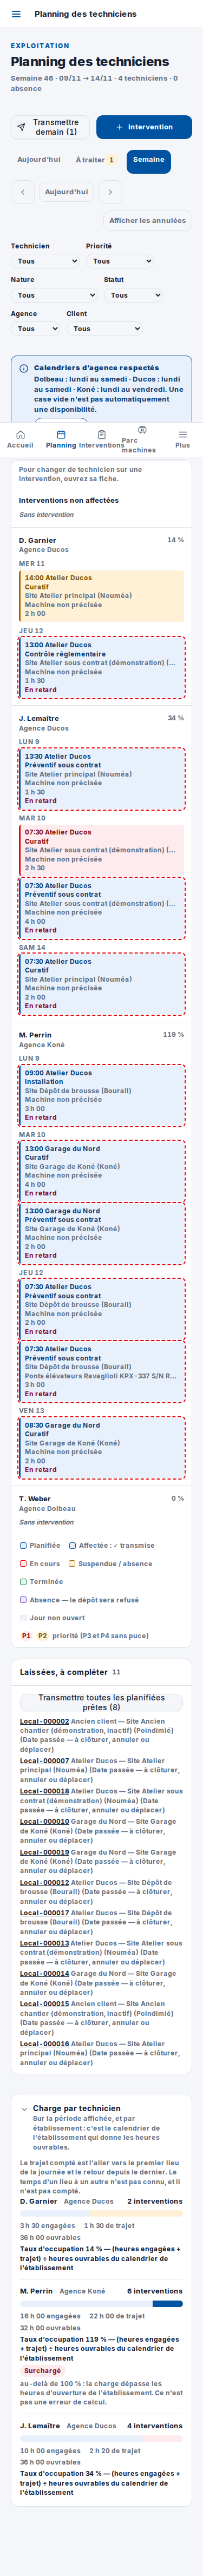 Planning des techniciens
EXPLOITATION
Planning des techniciens
Semaine 46 · 09/11 → 14/11 · 4 techniciens · 0
absence
Transmettre
demain (1)
Intervention
Aujourd'hui
À traiter 1
Semaine
Aujourd'hui
Afficher les annulées
Technicien
Priorité
Tous
Tous
Nature
Statut
Tous
Tous
Agence
Client
Tous
Tous
Calendriers d'agence respectés
Dolbeau : lundi au samedi · Ducos : lundi
au samedi · Koné : lundi au vendredi. Une
case vide n'est pas automatiquement
une disponibilité.
Accueil
Planning
Interventions
Parc
machines
Plus
Pour changer de technicien sur une
intervention, ouvrez sa fiche.
Interventions non affectées
Sans intervention
D. Garnier
14 %
Agence Ducos
MER 11
14:00 Atelier Ducos
Curatif
Site Atelier principal (Nouméa)
Machine non précisée
2 h 00
JEU 12
13:00 Atelier Ducos
Contrôle réglementaire
Site Atelier sous contrat (démonstration) (...
Machine non précisée
1 h 30
En retard
J. Lemaître
34 %
Agence Ducos
LUN 9
13:30 Atelier Ducos
Préventif sous contrat
Site Atelier principal (Nouméa)
Machine non précisée
1 h 30
En retard
MAR 10
07:30 Atelier Ducos
Curatif
Site Atelier sous contrat (démonstration) (...
Machine non précisée
2 h 30
07:30 Atelier Ducos
Préventif sous contrat
Site Atelier sous contrat (démonstration) (...
Machine non précisée
4 h 00
En retard
SAM 14
07:30 Atelier Ducos
Curatif
Site Atelier principal (Nouméa)
Machine non précisée
2 h 00
En retard
M. Perrin
119 %
Agence Koné
LUN 9
09:00 Atelier Ducos
Installation
Site Dépôt de brousse (Bourail)
Machine non précisée
3 h 00
En retard
MAR 10
13:00 Garage du Nord
Curatif
Site Garage de Koné (Koné)
Machine non précisée
4 h 00
En retard
13:00 Garage du Nord
Préventif sous contrat
Site Garage de Koné (Koné)
Machine non précisée
2 h 00
En retard
JEU 12
07:30 Atelier Ducos
Préventif sous contrat
Site Dépôt de brousse (Bourail)
Machine non précisée
2 h 00
En retard
07:30 Atelier Ducos
Préventif sous contrat
Site Dépôt de brousse (Bourail)
Ponts élévateurs Ravaglioli KPX-337 S/N R...
3 h 00
En retard
VEN 13
08:30 Garage du Nord
Curatif
Site Garage de Koné (Koné)
Machine non précisée
2 h 00
En retard
T. Weber
0 %
Agence Dolbeau
Sans intervention
Planifiée
Affectée : ✓ transmise
En cours
Suspendue / absence
Terminée
Absence — le dépôt sera refusé
Jour non ouvert
P1 P2 priorité (P3 et P4 sans puce)
Laissées, à compléter 11
Transmettre toutes les planifiées
prêtes (8)
Local-000002 Ancien client — Site Ancien
chantier (démonstration, inactif) (Poindimié)
(Date passée — à clôturer, annuler ou
déplacer)
Local-000007 Atelier Ducos — Site Atelier
principal (Nouméa) (Date passée — à clôturer,
annuler ou déplacer)
Local-000018 Atelier Ducos — Site Atelier sous
contrat (démonstration) (Nouméa) (Date
passée — à clôturer, annuler ou déplacer)
Local-000010 Garage du Nord — Site Garage
de Koné (Koné) (Date passée — à clôturer,
annuler ou déplacer)
Local-000019 Garage du Nord — Site Garage
de Koné (Koné) (Date passée — à clôturer,
annuler ou déplacer)
Local-000012 Atelier Ducos — Site Dépôt de
brousse (Bourail) (Date passée — à clôturer,
annuler ou déplacer)
Local-000017 Atelier Ducos — Site Dépôt de
brousse (Bourail) (Date passée — à clôturer,
annuler ou déplacer)
Local-000013 Atelier Ducos — Site Atelier sous
contrat (démonstration) (Nouméa) (Date
passée — à clôturer, annuler ou déplacer)
Local-000014 Garage du Nord — Site Garage
de Koné (Koné) (Date passée — à clôturer,
annuler ou déplacer)
Local-000015 Ancien client — Site Ancien
chantier (démonstration, inactif) (Poindimié)
(Date passée — à clôturer, annuler ou
déplacer)
Local-000016 Atelier Ducos — Site Atelier
principal (Nouméa) (Date passée — à clôturer,
annuler ou déplacer)
Charge par technicien
Sur la période affichée, et par
établissement : c'est le calendrier de
l'établissement qui donne les heures
ouvrables.
Le trajet compté est l'aller vers le premier lieu
de la journée et le retour depuis le dernier. Le
temps d'un lieu à un autre n'est pas connu, et il
n'est pas compté.
D. Garnier Agence Ducos 2 interventions
3 h 30 engagées 1 h 30 de trajet
36 h 00 ouvrables
Taux d'occupation 14 % — (heures engagées +
trajet) ÷ heures ouvrables du calendrier de
l'établissement
M. Perrin Agence Koné 6 interventions
16 h 00 engagées 22 h 00 de trajet
32 h 00 ouvrables
Taux d'occupation 119 % — (heures engagées
+ trajet) ÷ heures ouvrables du calendrier de
l'établissement
Surchargé
au-delà de 100 % : la charge dépasse les
heures d'ouverture de l'établissement. Ce n'est
pas une erreur de calcul.
J. Lemaître Agence Ducos 4 interventions
10 h 00 engagées 2 h 20 de trajet
36 h 00 ouvrables
Taux d'occupation 34 % — (heures engagées +
trajet) ÷ heures ouvrables du calendrier de
l'établissement